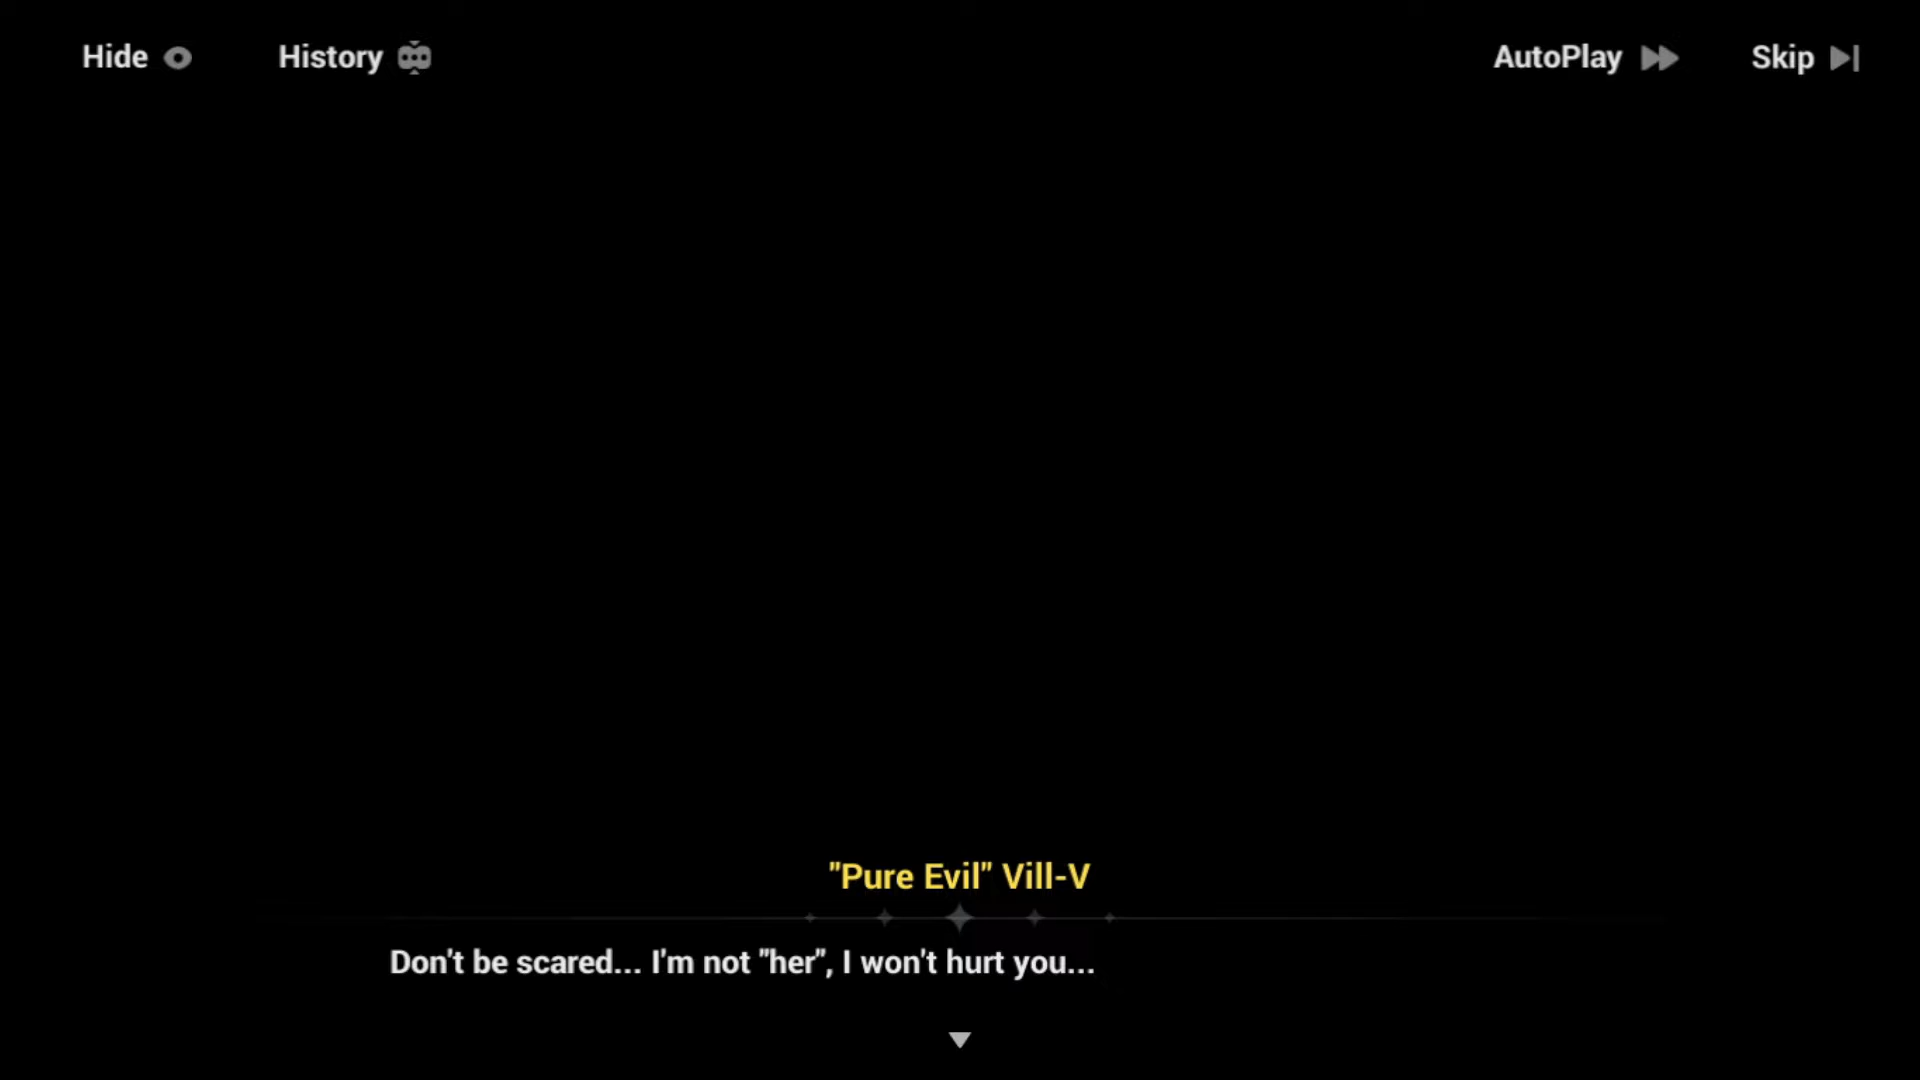 Hide
History
AutoPlay
Skip
"Pure Evil" Vill-V
Don't be scared... I'm not "her", I won't hurt you...